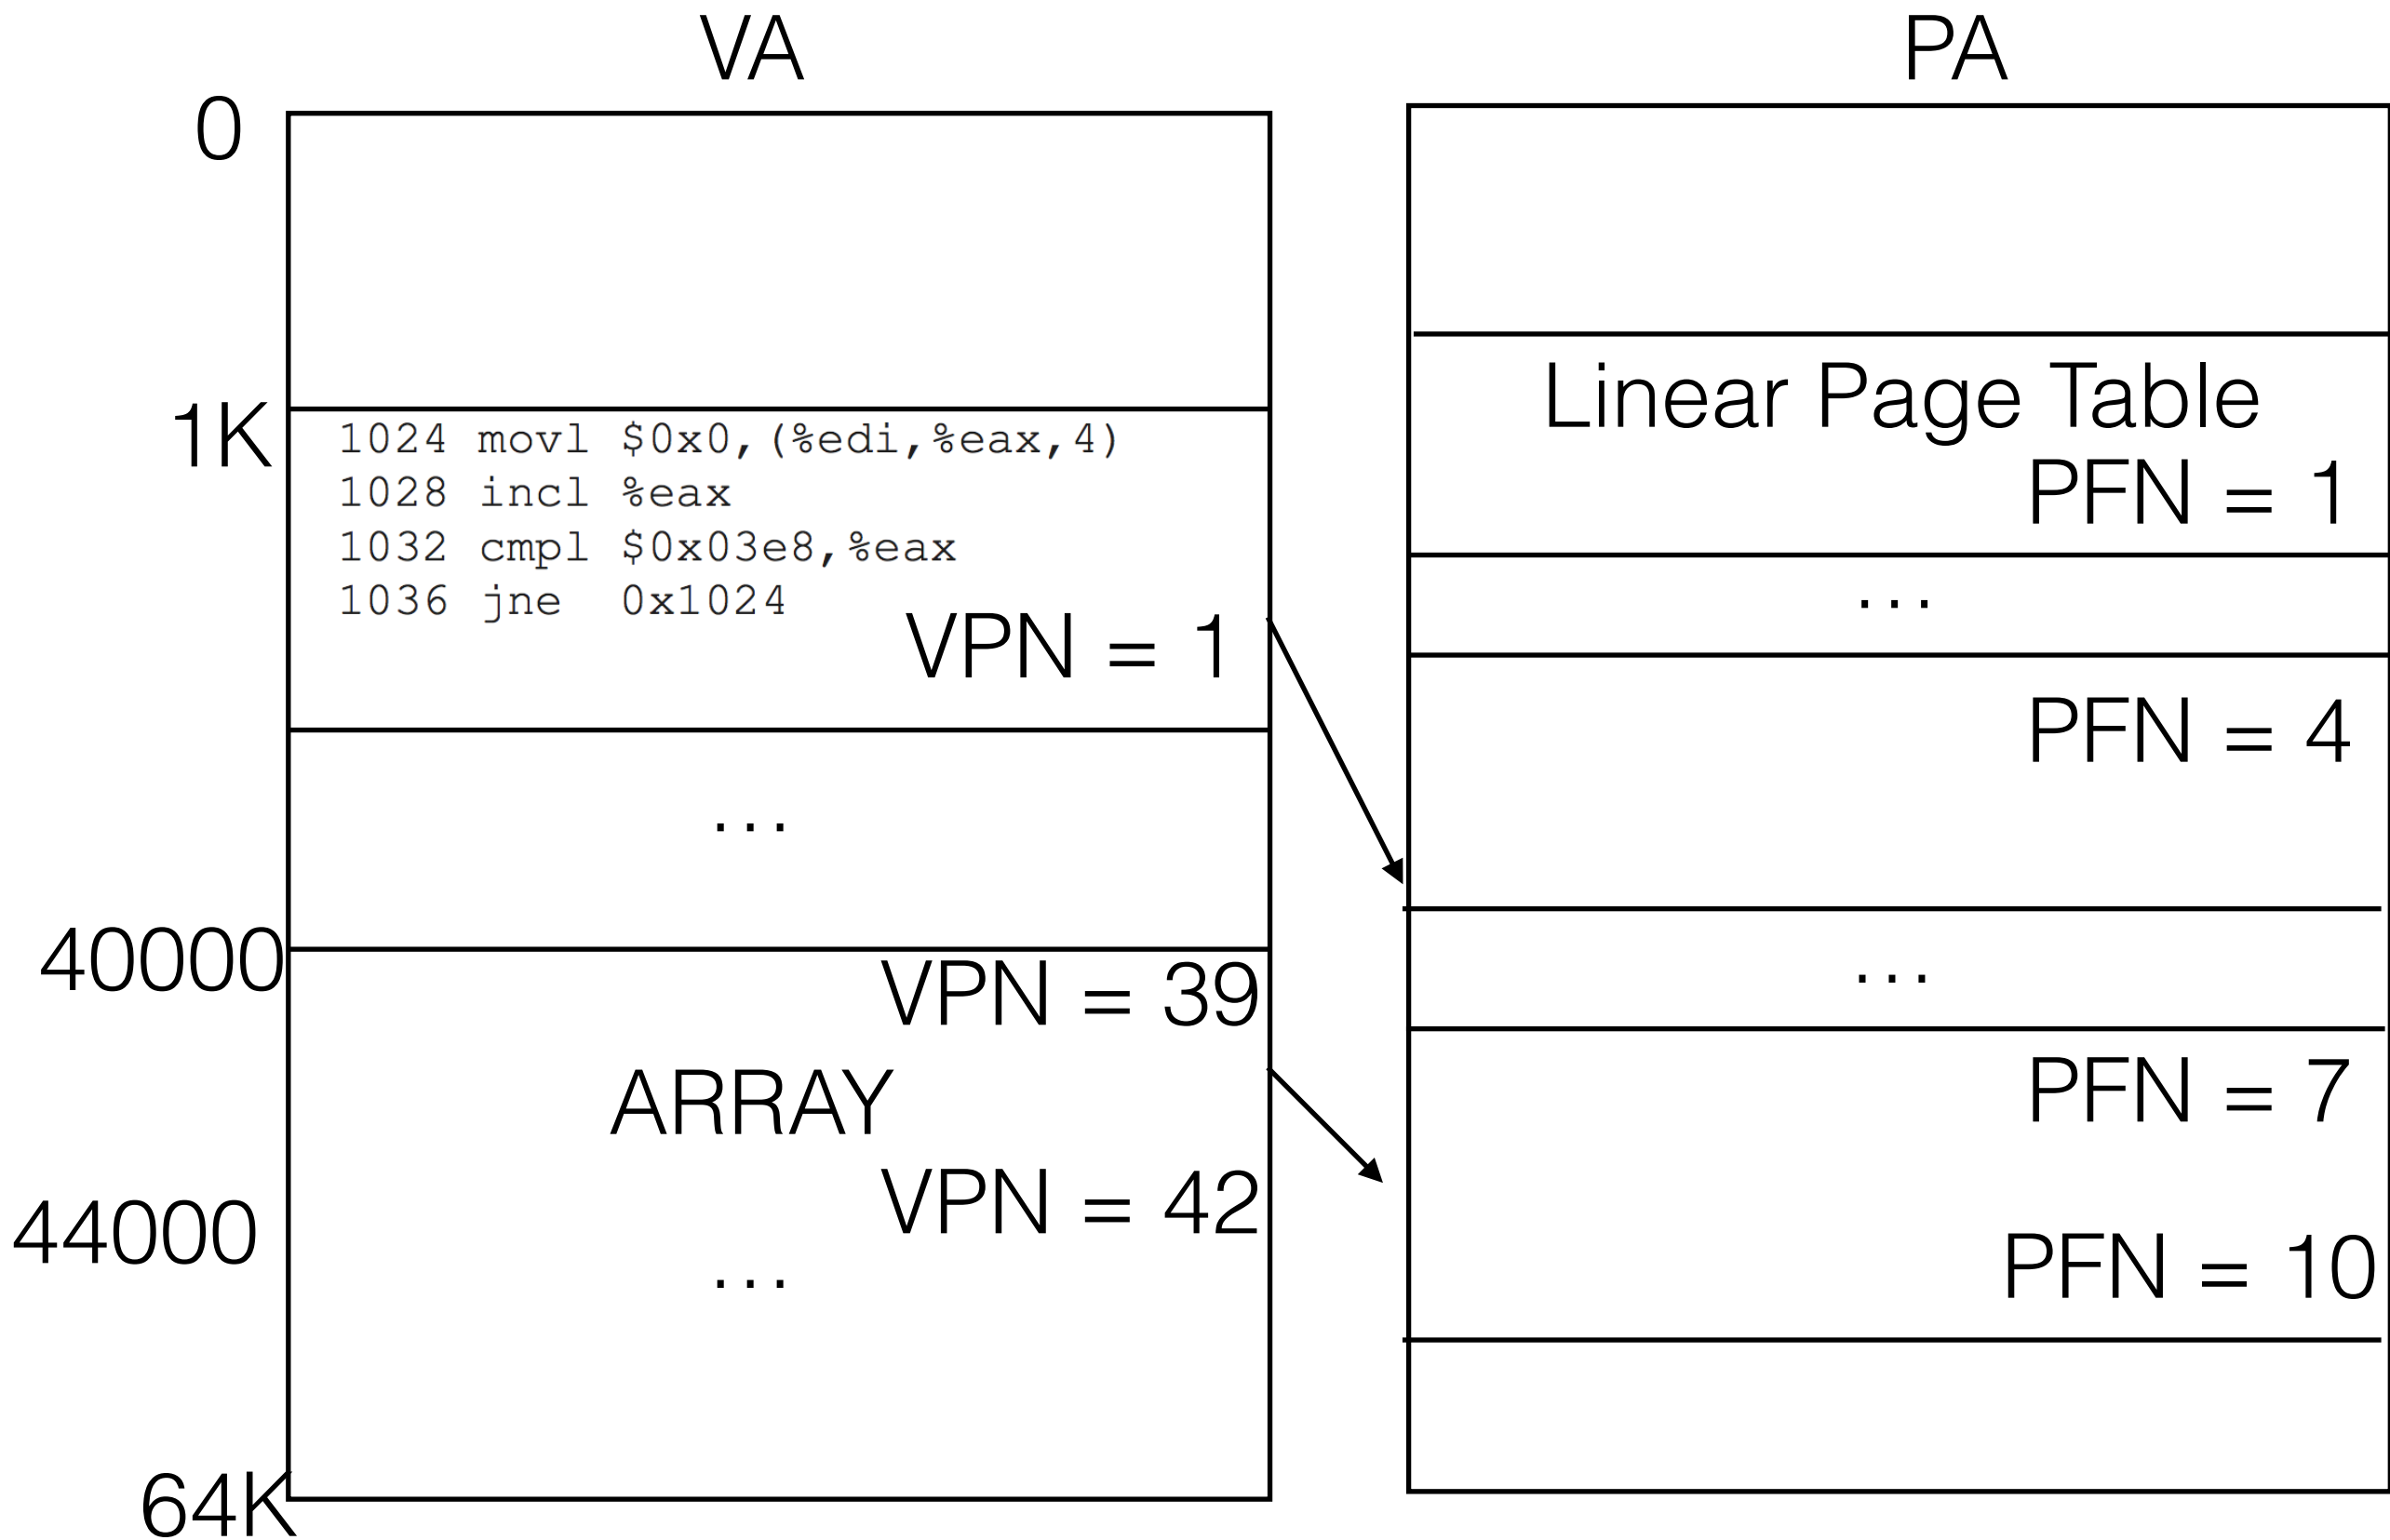 VA
0
1K
1024 movl $0x0,(%edi,%eax,4)
1028 incl %eax
1032 cmpl $0x03e8,%eax
1036 jne 0x1024
VPN = 1
...
40000
VPN = 39
ARRAY
VPN = 42
44000
...
64K
PA
Linear Page Table
PFN = 1
...
PFN = 4
...
PFN = 7
PFN = 10